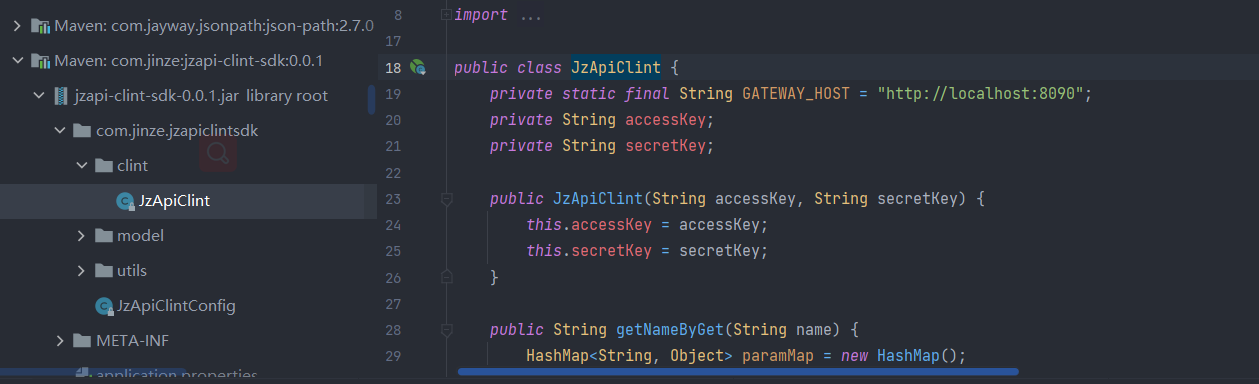 Maven: com.jayway.jsonpath:json-path:2.7.0
Maven: com.jinze:jzapi-clint-sdk:0.0.1
jzapi-clint-sdk-0.0.1.jar library root
com.jinze.jzapiclintsdk
clint
JzApiClint
model
utils
JzApiClintConfig
META-INF
application.properties
8 import ...
17
18 public class JzApiClint {
19 private static final String GATEWAY_HOST = "http://localhost:8090";
20 private String accessKey;
21 private String secretKey;
22
23 public JzApiClint(String accessKey, String secretKey) {
24 this.accessKey = accessKey;
25 this.secretKey = secretKey;
26 }
27
28 public String getNameByGet(String name) {
29 HashMap<String, Object> paramMap = new HashMap();